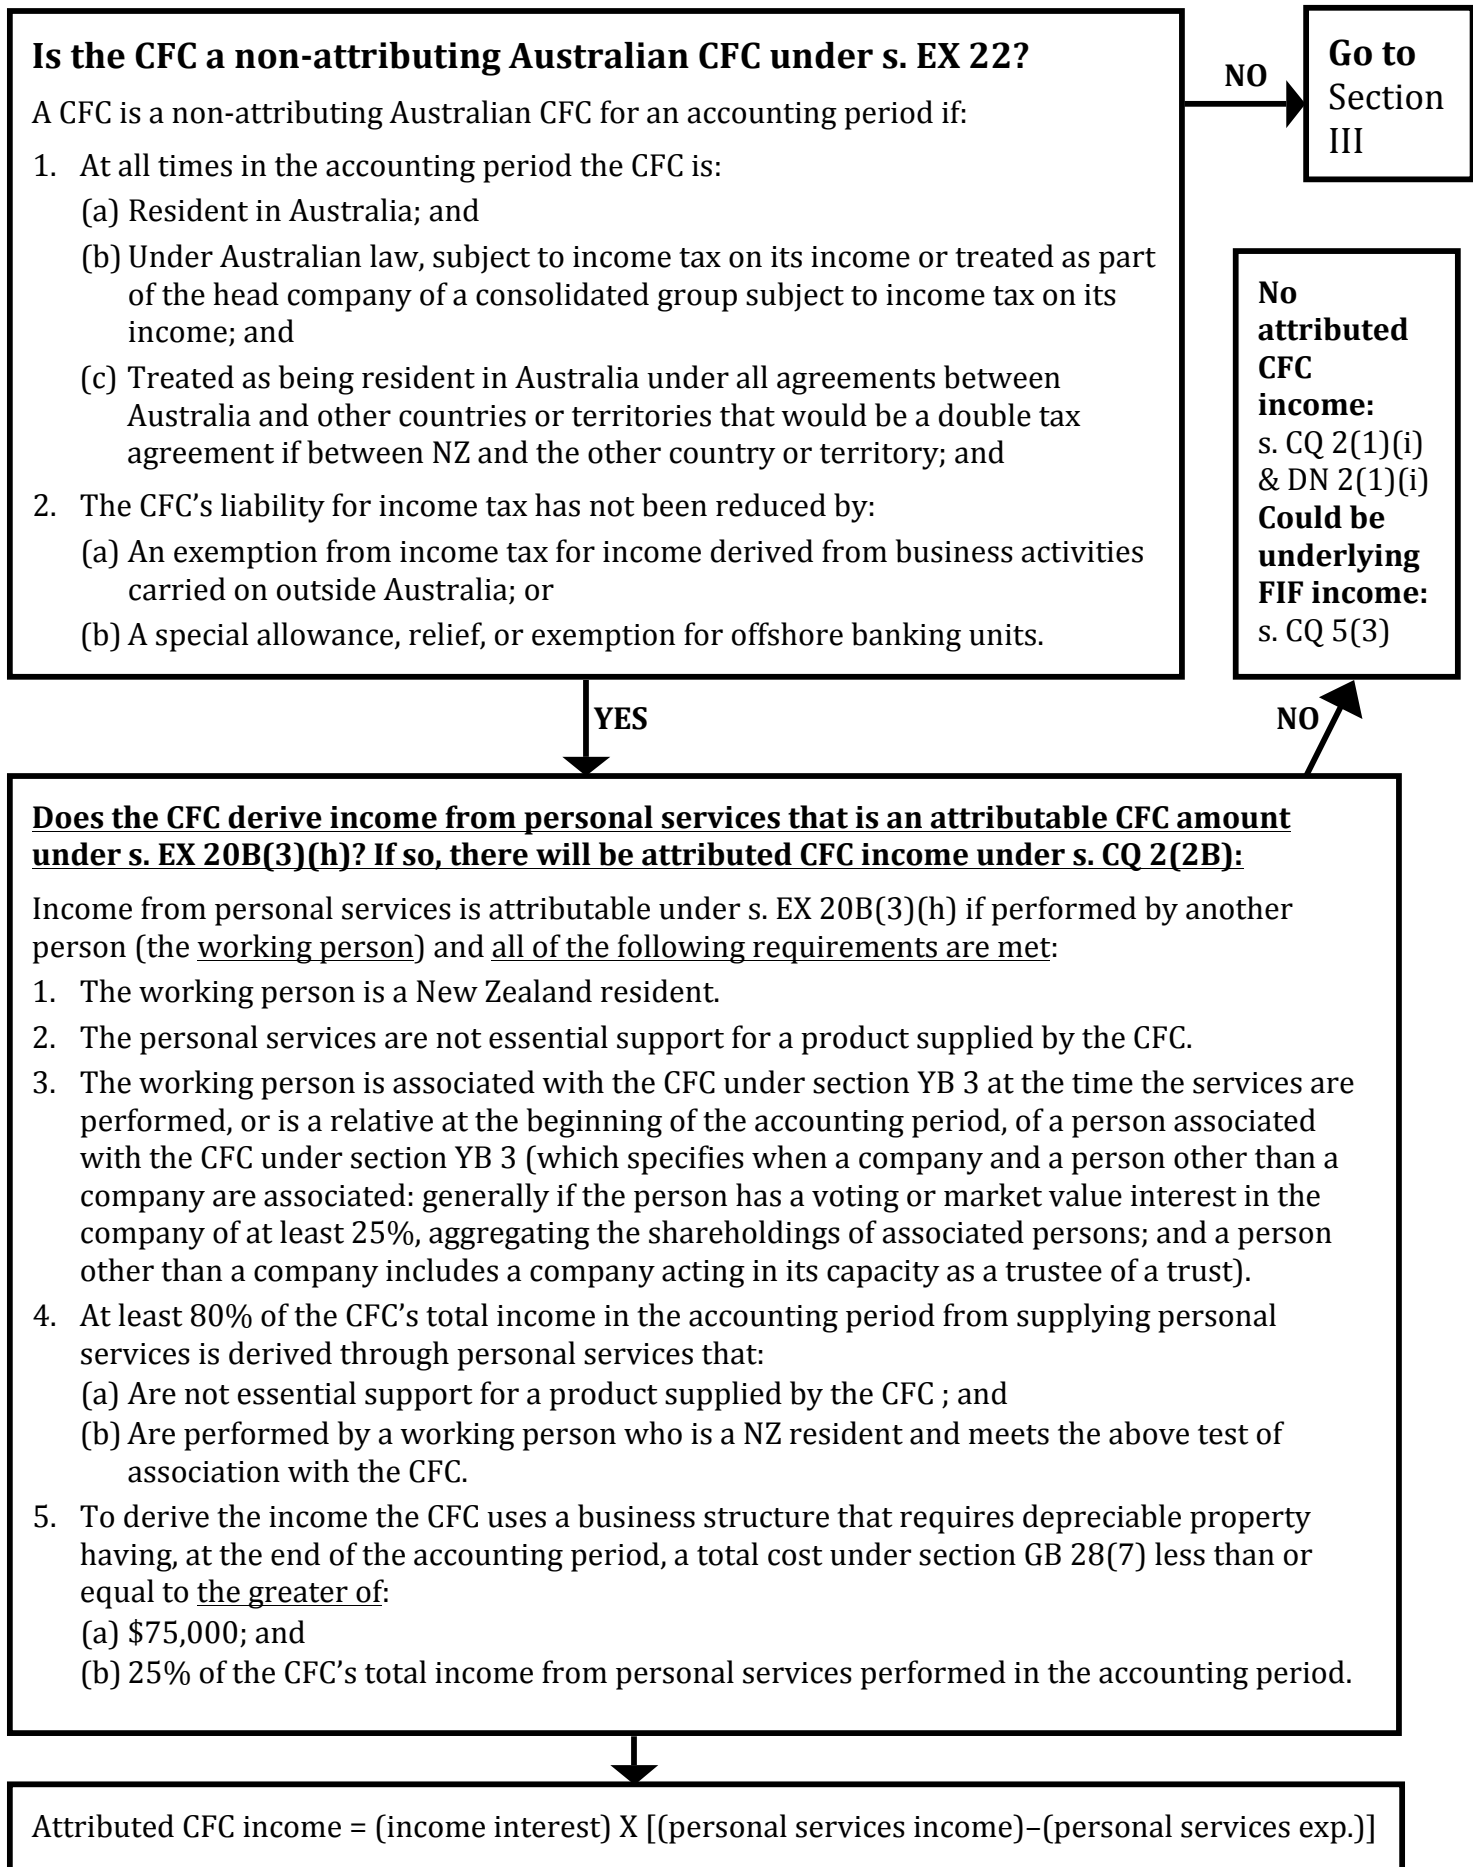 Is the CFC a non-attributing Australian CFC under s. EX 22?
A CFC is a non-attributing Australian CFC for an accounting period if:
1. At all times in the accounting period the CFC is:
(a) Resident in Australia; and
(b) Under Australian law, subject to income tax on its income or treated as part
of the head company of a consolidated group subject to income tax on its
income; and
(c) Treated as being resident in Australia under all agreements between
Australia and other countries or territories that would be a double tax
agreement if between NZ and the other country or territory; and
2. The CFC’s liability for income tax has not been reduced by:
(a) An exemption from income tax for income derived from business activities
carried on outside Australia; or
(b) A special allowance, relief, or exemption for offshore banking units.
NO
Go to
Section
III
No
attributed
CFC
income:
s. CQ 2(1)(i)
& DN 2(1)(i)
Could be
underlying
FIF income:
s. CQ 5(3)
YES
NO
Does the CFC derive income from personal services that is an attributable CFC amount
under s. EX 20B(3)(h)? If so, there will be attributed CFC income under s. CQ 2(2B):
Income from personal services is attributable under s. EX 20B(3)(h) if performed by another
person (the working person) and all of the following requirements are met:
1. The working person is a New Zealand resident.
2. The personal services are not essential support for a product supplied by the CFC.
3. The working person is associated with the CFC under section YB 3 at the time the services are
performed, or is a relative at the beginning of the accounting period, of a person associated
with the CFC under section YB 3 (which specifies when a company and a person other than a
company are associated: generally if the person has a voting or market value interest in the
company of at least 25%, aggregating the shareholdings of associated persons; and a person
other than a company includes a company acting in its capacity as a trustee of a trust).
4. At least 80% of the CFC’s total income in the accounting period from supplying personal
services is derived through personal services that:
(a) Are not essential support for a product supplied by the CFC ; and
(b) Are performed by a working person who is a NZ resident and meets the above test of
association with the CFC.
5. To derive the income the CFC uses a business structure that requires depreciable property
having, at the end of the accounting period, a total cost under section GB 28(7) less than or
equal to the greater of:
(a) $75,000; and
(b) 25% of the CFC’s total income from personal services performed in the accounting period.
Attributed CFC income = (income interest) X [(personal services income)–(personal services exp.)]